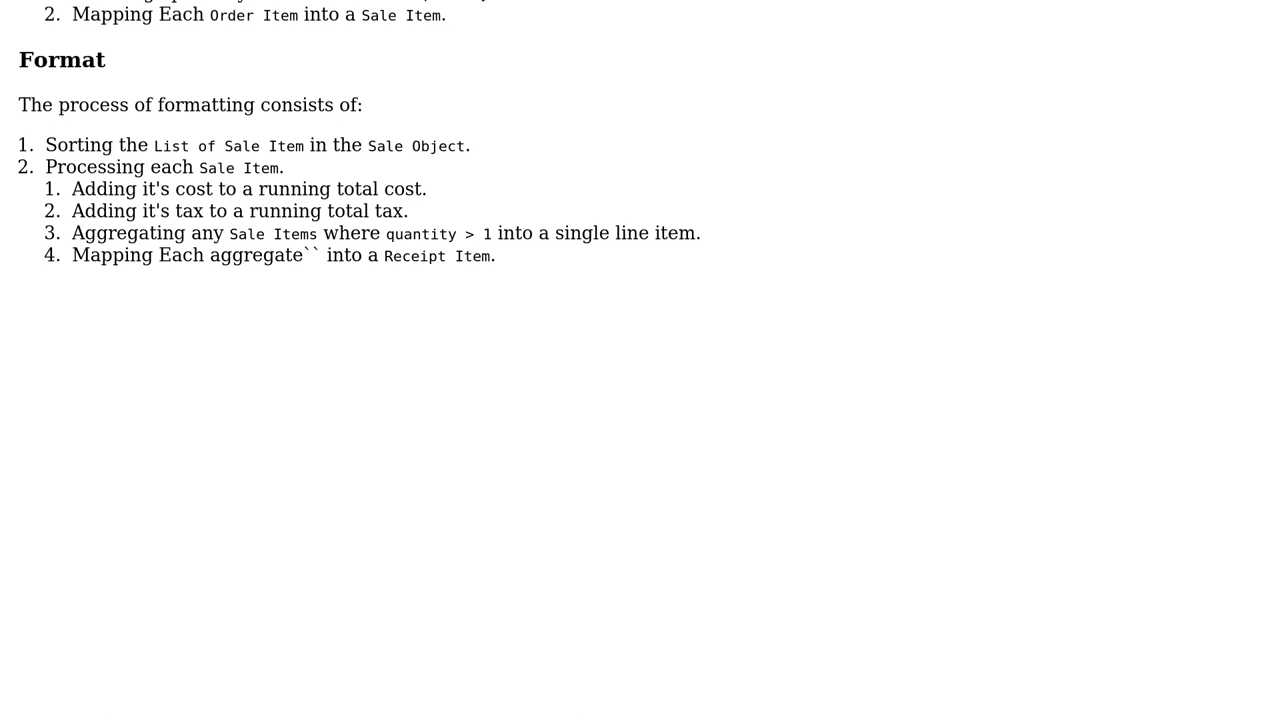 2. Mapping Each Order Item into a Sale Item.
Format
The process of formatting consists of:
1. Sorting the List of Sale Item in the Sale Object.
2. Processing each Sale Item.
1. Adding it's cost to a running total cost.
2. Adding it's tax to a running total tax.
3. Aggregating any Sale Items where quantity > 1 into a single line item.
4. Mapping Each aggregate`` into a Receipt Item.